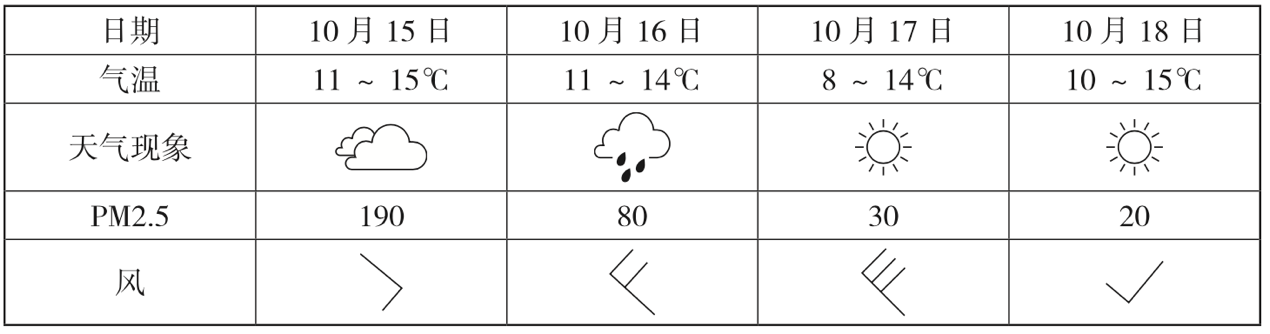 日期 10月15日 10月16日 10月17日 10月18日
气温 11 ~ 15℃ 11 ~ 14℃ 8 ~ 14℃ 10 ~ 15℃
天气现象
PM2.5 190 80 30 20
风